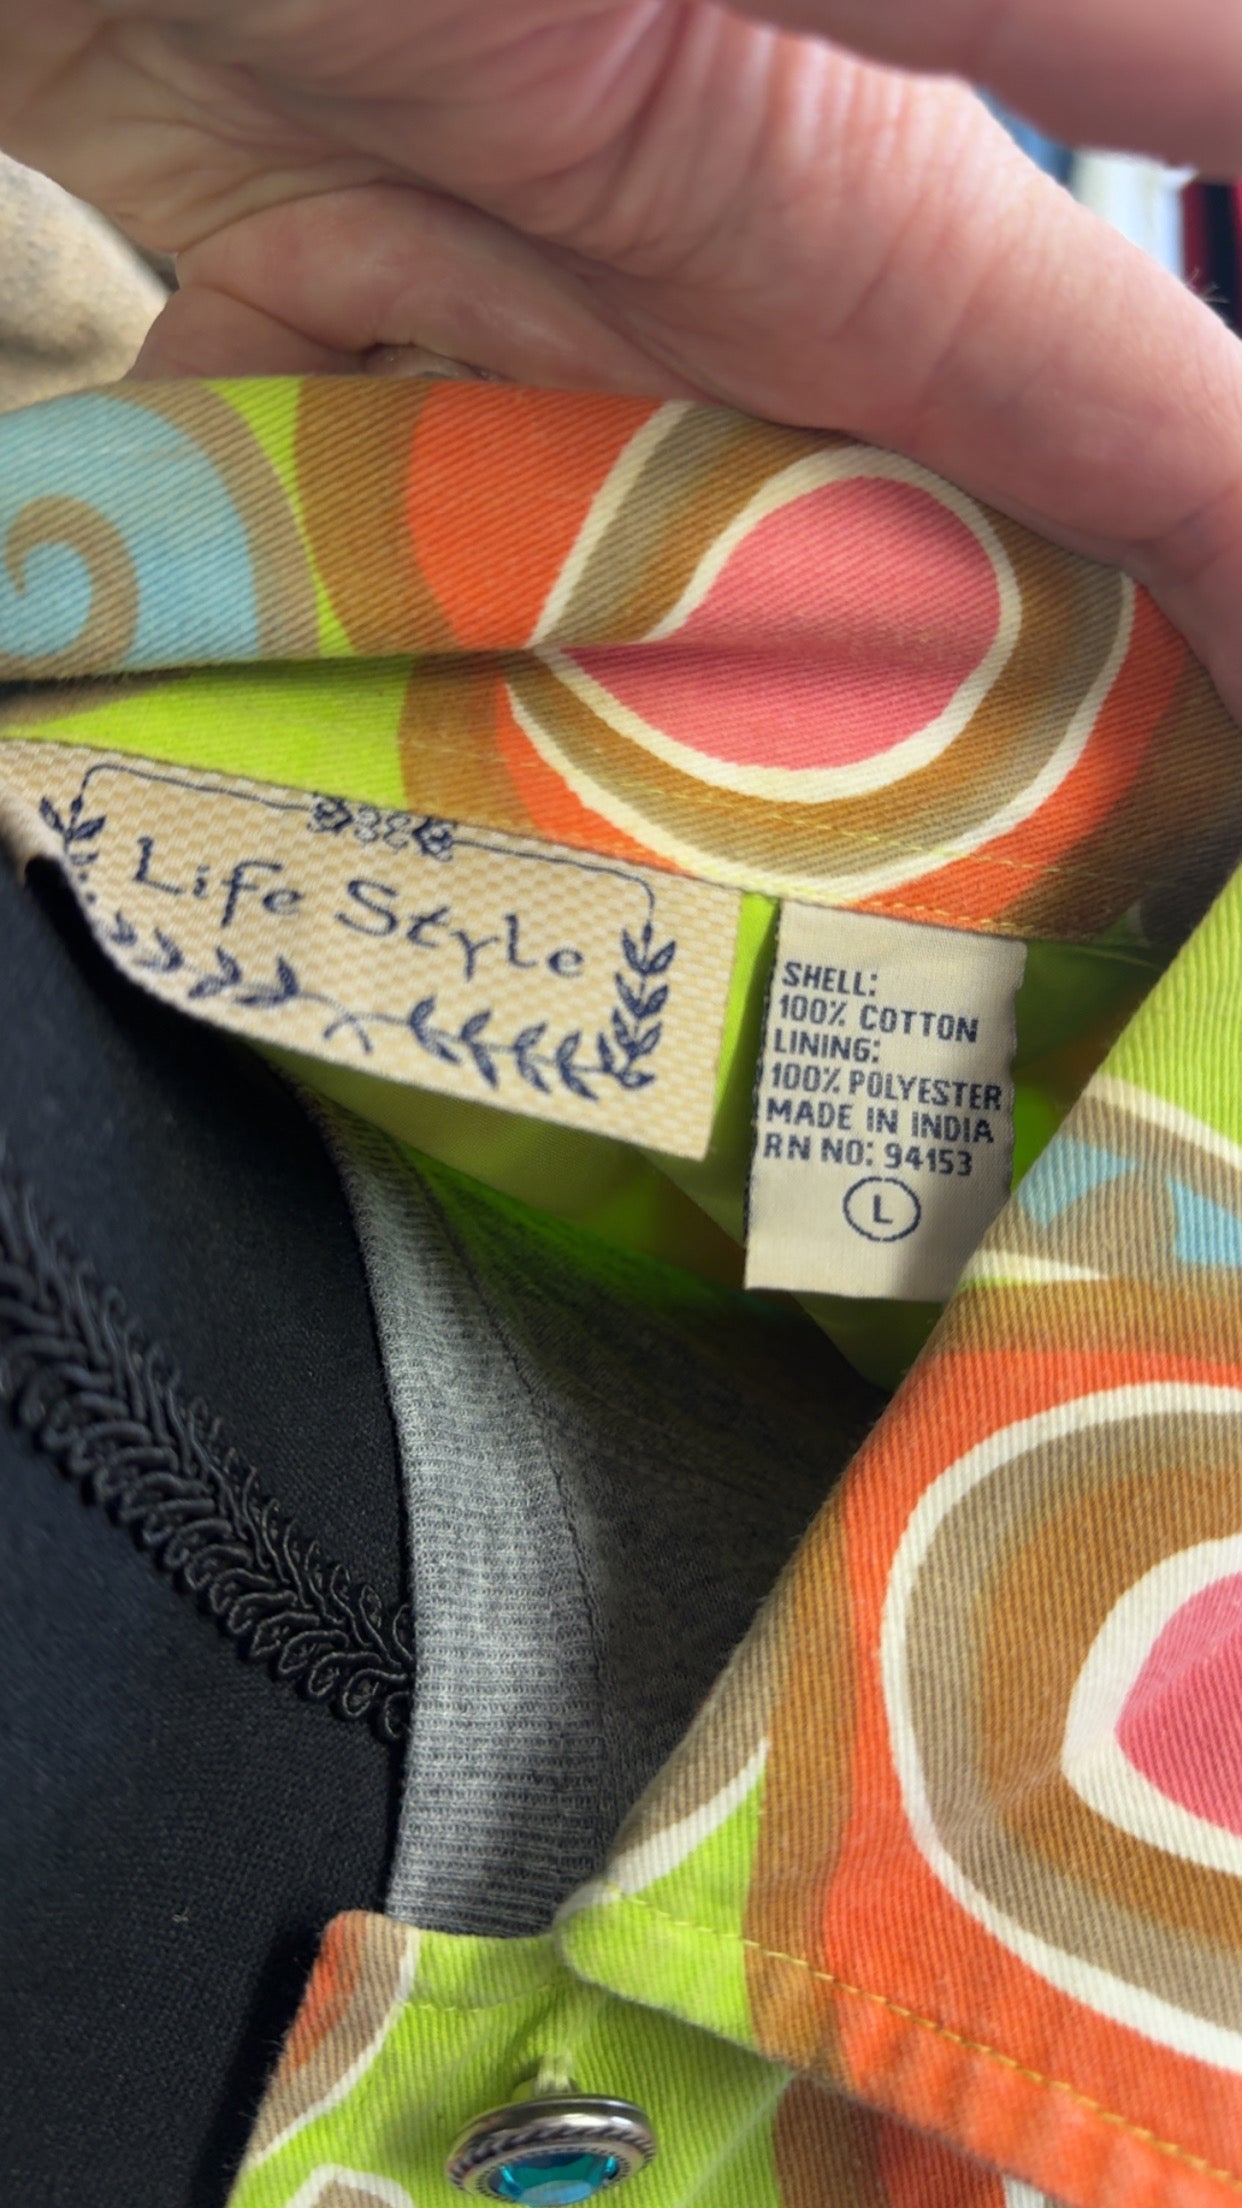 Life Style
SHELL:
100% COTTON
LINING:
100% POLYESTER
MADE IN INDIA
RN NO: 94153
L